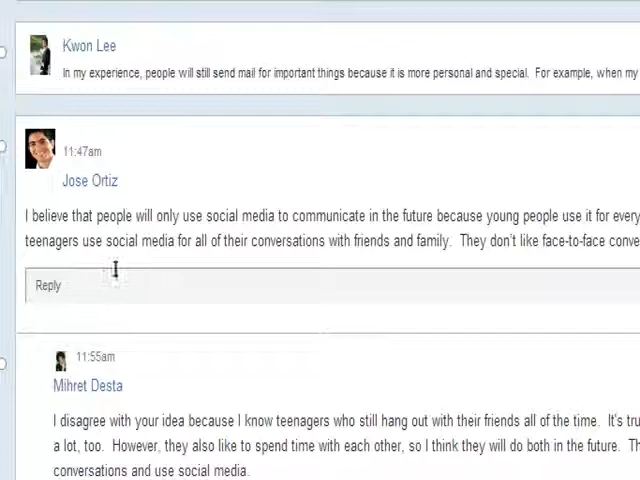 Kwon Lee
In my experience, people will still send mail for important things because it is more personal and special. For example, when my
11:47am
Jose Ortiz
I believe that people will only use social media to communicate in the future because young people use it for every
teenagers use social media for all of their conversations with friends and family. They don't like face-to-face conve
Reply
11:55am
Mihret Desta
I disagree with your idea because I know teenagers who still hang out with their friends all of the time. It's tru
a lot, too. However, they also like to spend time with each other, so I think they will do both in the future. Th
conversations and use social media.